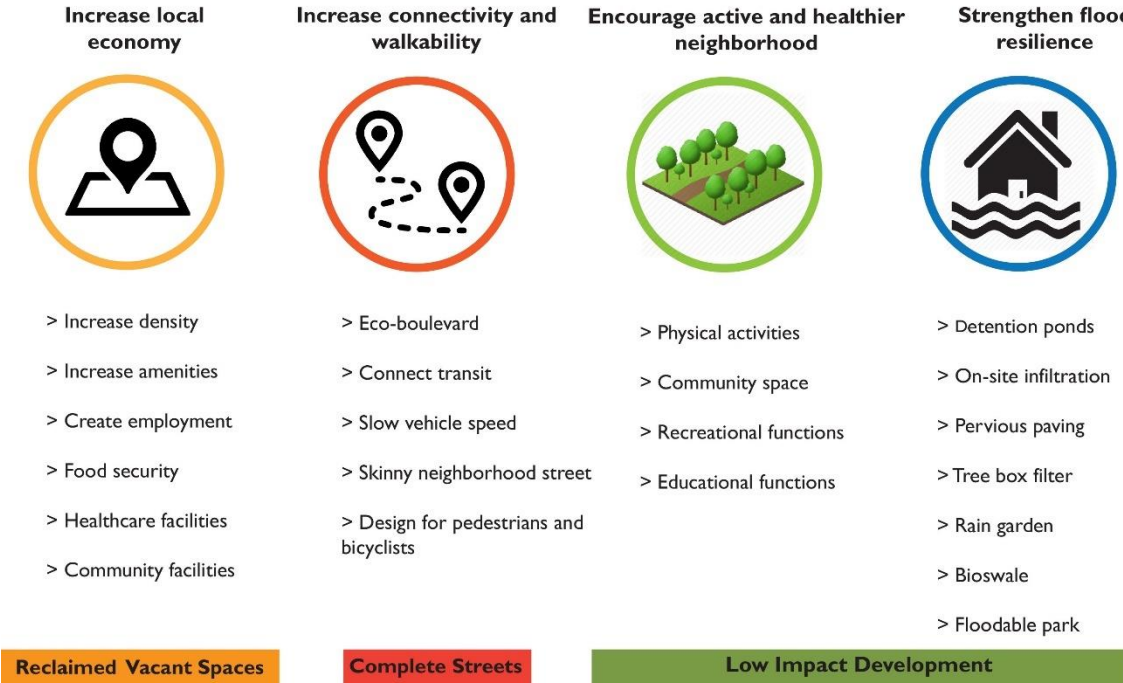 Increase local
economy
> Increase density
> Increase amenities
> Create employment
> Food security
> Healthcare facilities
> Community facilities
Reclaimed Vacant Spaces
Increase connectivity and
walkability
> Eco-boulevard
> Connect transit
> Slow vehicle speed
> Skinny neighborhood street
> Design for pedestrians and
bicyclists
Complete Streets
Encourage active and healthier
neighborhood
> Physical activities
> Community space
> Recreational functions
> Educational functions
Strengthen floo
resilience
> Detention ponds
> On-site infiltration
> Pervious paving
> Tree box filter
> Rain garden
> Bioswale
> Floodable park
Low Impact Development